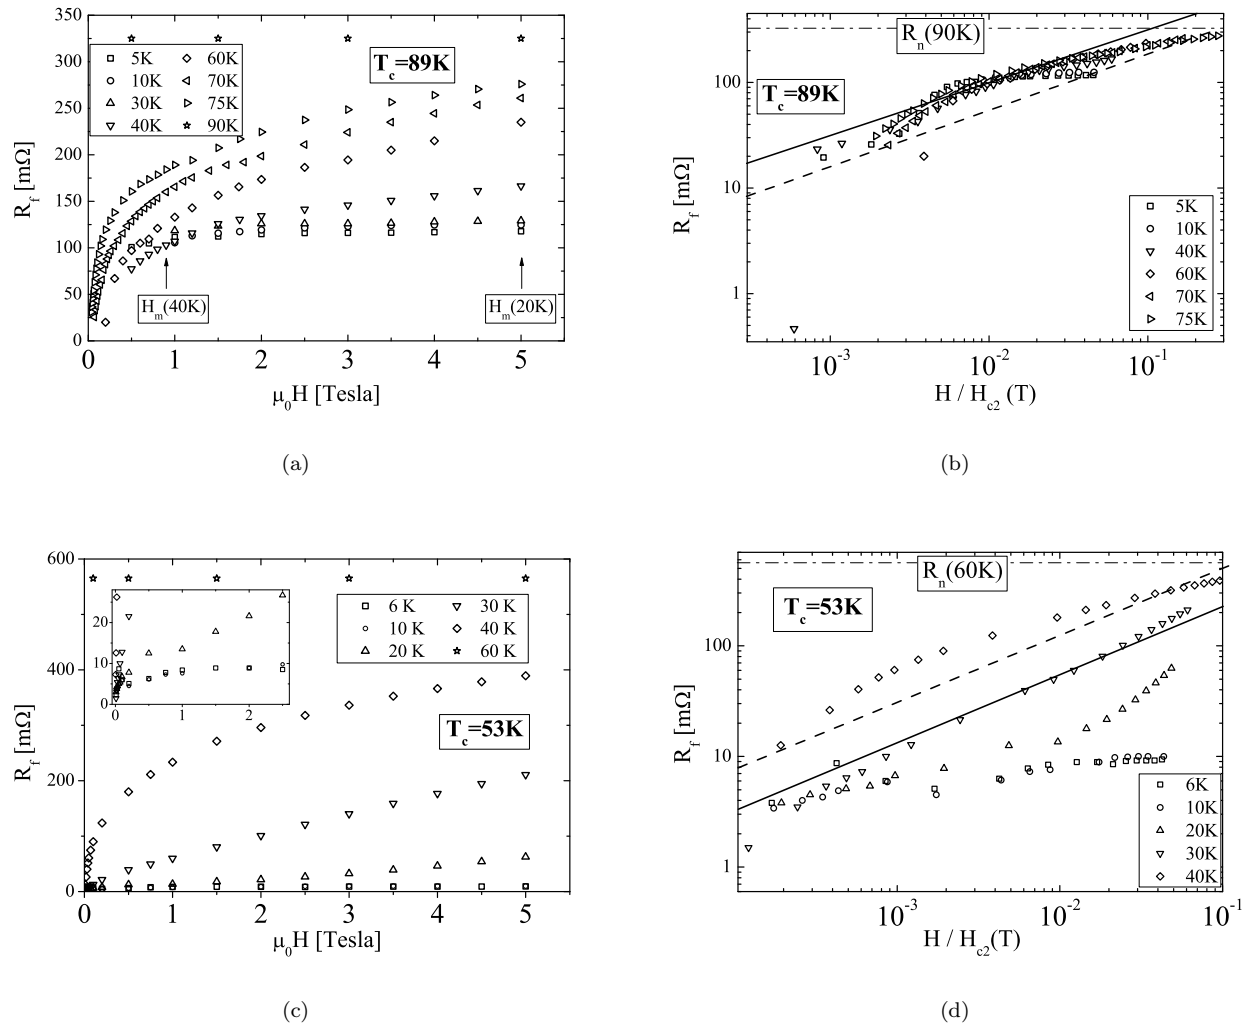 350
300
250
200
150
100
50
0
R_f [mΩ]
5K
10K
30K
40K
60K
70K
75K
90K
T_c=89K
H_m(40K)
H_m(20K)
0 1 2 3 4 5
μ_0H [Tesla]
(a)
R_n(90K)
T_c=89K
100
10
1
R_f [mΩ]
5K
10K
40K
60K
70K
75K
10^-3 10^-2 10^-1
H / H_c2 (T)
(b)
600
400
200
0
R_f [mΩ]
20
10
0
0 1 2
6 K
10 K
20 K
30 K
40 K
60 K
T_c=53K
0 1 2 3 4 5
μ_0H [Tesla]
(c)
R_n(60K)
T_c=53K
100
10
1
R_f [mΩ]
6K
10K
20K
30K
40K
10^-3 10^-2 10^-1
H / H_c2(T)
(d)